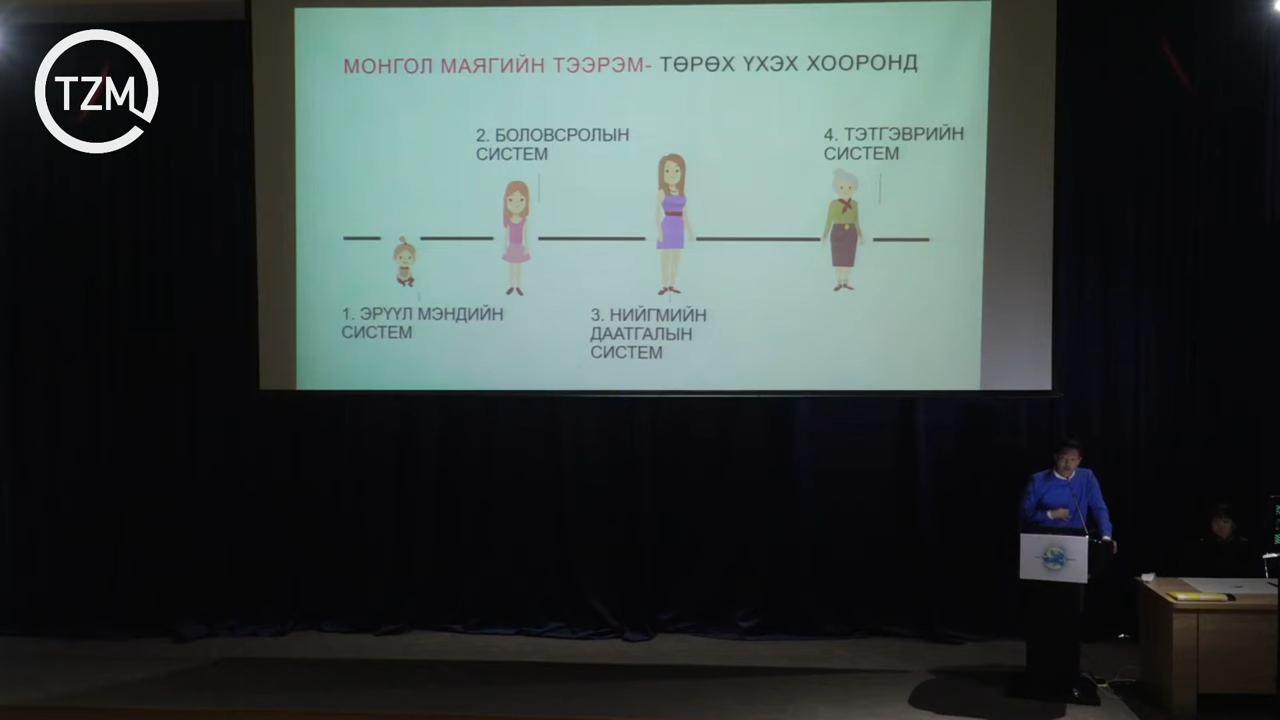 TZM
МОНГОЛ МАЯГИЙН ТЭЭРЭМ- ТӨРӨХ ҮХЭХ ХООРОНД
2. БОЛОВСРОЛЫН
СИСТЕМ
4. ТЭТГЭВРИЙН
СИСТЕМ
1. ЭРҮҮЛ МЭНДИЙН
СИСТЕМ
3. НИЙГМИЙН
ДААТГАЛЫН
СИСТЕМ